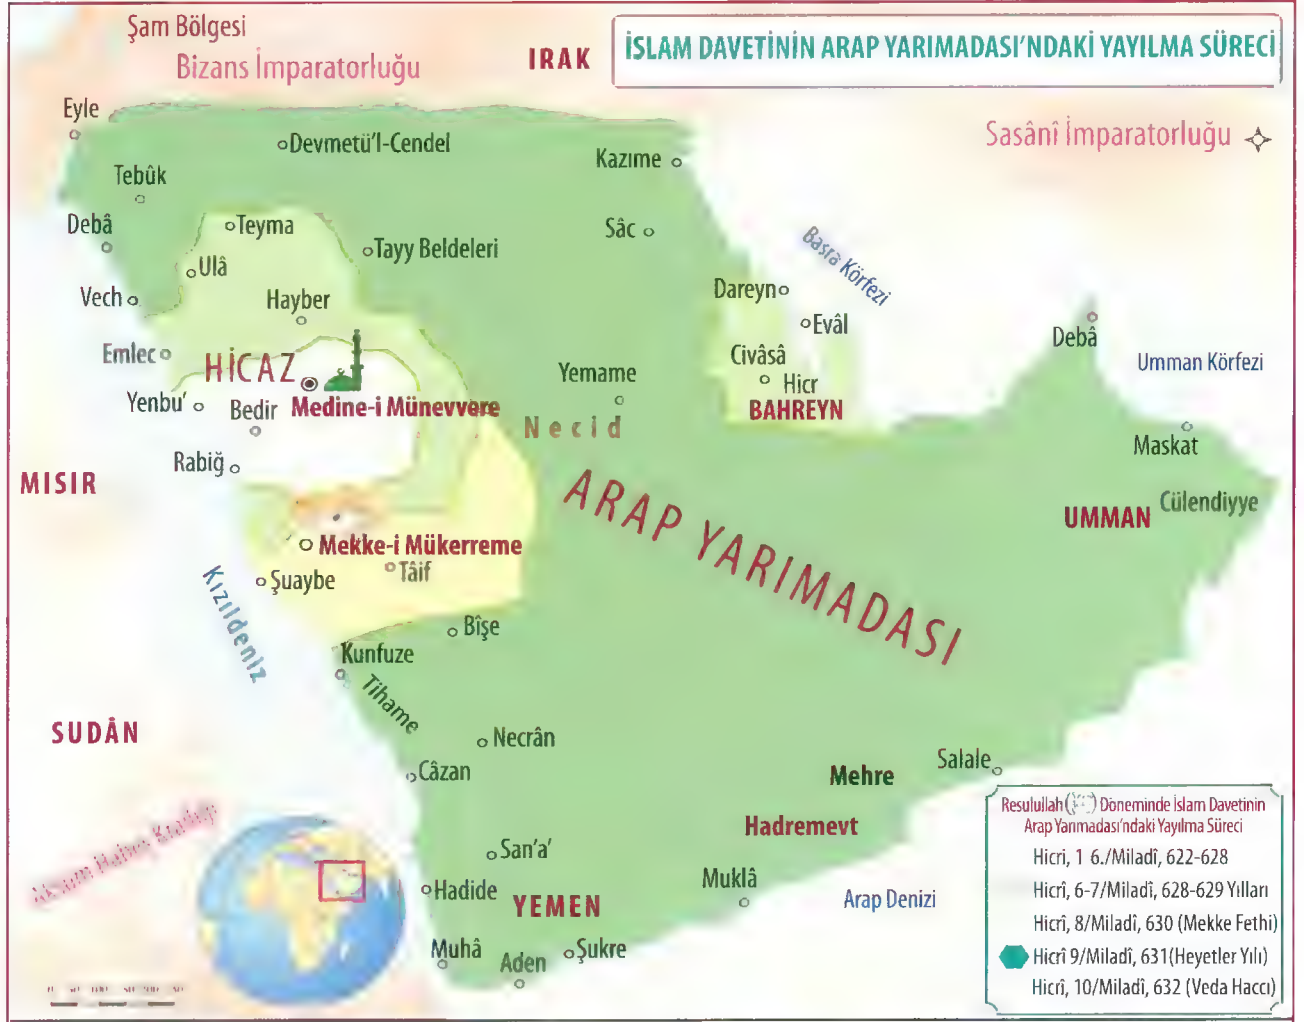 Şam Bölgesi
Bizans İmparatorluğu
IRAK
İSLAM DAVETİNİN ARAP YARIMADASI'NDAKİ YAYILMA SÜRECİ
Sasânî İmparatorluğu
Eyle
Devmetü'l-Cendel
Kazıme
Tebûk
Debâ
Teyma
Sâc
Tayy Beldeleri
Ulâ
Basra Körfezi
Vech
Hayber
Dareyn
Evâl
Debâ
Emlec
HİCAZ
Civâsâ
Umman Körfezi
Yemame
Hicr
Yenbu'
Bedir
Medine-i Münevvere
BAHREYN
Necid
Maskat
Rabiğ
MISIR
ARAP YARIMADASI
UMMAN
Cülendiyye
Mekke-i Mükerreme
Tâif
Şuaybe
Kızıldeniz
Bîşe
Kunfuze
Tihame
SUDÂN
Necrân
Câzan
Mehre
Salale
Hadremevt
San'a'
Muklâ
Arap Denizi
Hadide
YEMEN
Muhâ
Aden
Şukre
Resulullah ( ) Döneminde İslam Davetinin
Arap Yarımadası'ndaki Yayılma Süreci
Hicri, 1 6./Miladî, 622-628
Hicrî, 6-7/Miladî, 628-629 Yılları
Hicrî, 8/Miladî, 630 (Mekke Fethi)
Hicrî 9/Miladî, 631(Heyetler Yılı)
Hicrî, 10/Miladî, 632 (Veda Haccı)